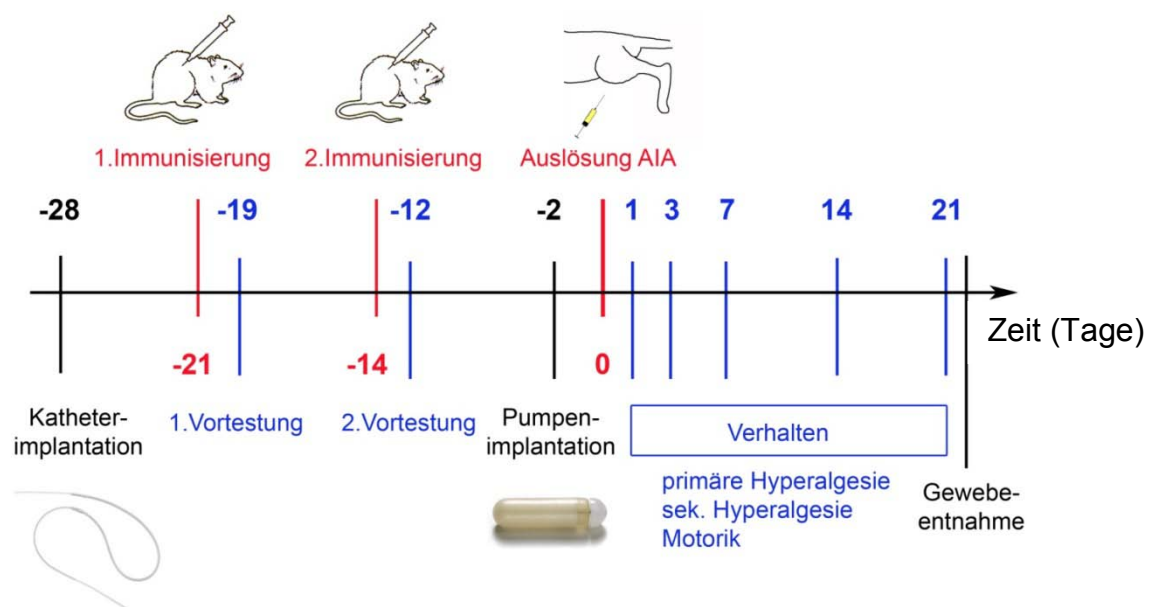 1.Immunisierung
2.Immunisierung
Auslösung AIA
-28
-19
-12
-2
1
3
7
14
21
Zeit (Tage)
-21
-14
0
Katheter-
implantation
1.Vortestung
2.Vortestung
Pumpen-
implantation
Verhalten
primäre Hyperalgesie
sek. Hyperalgesie
Motorik
Gewebe-
entnahme